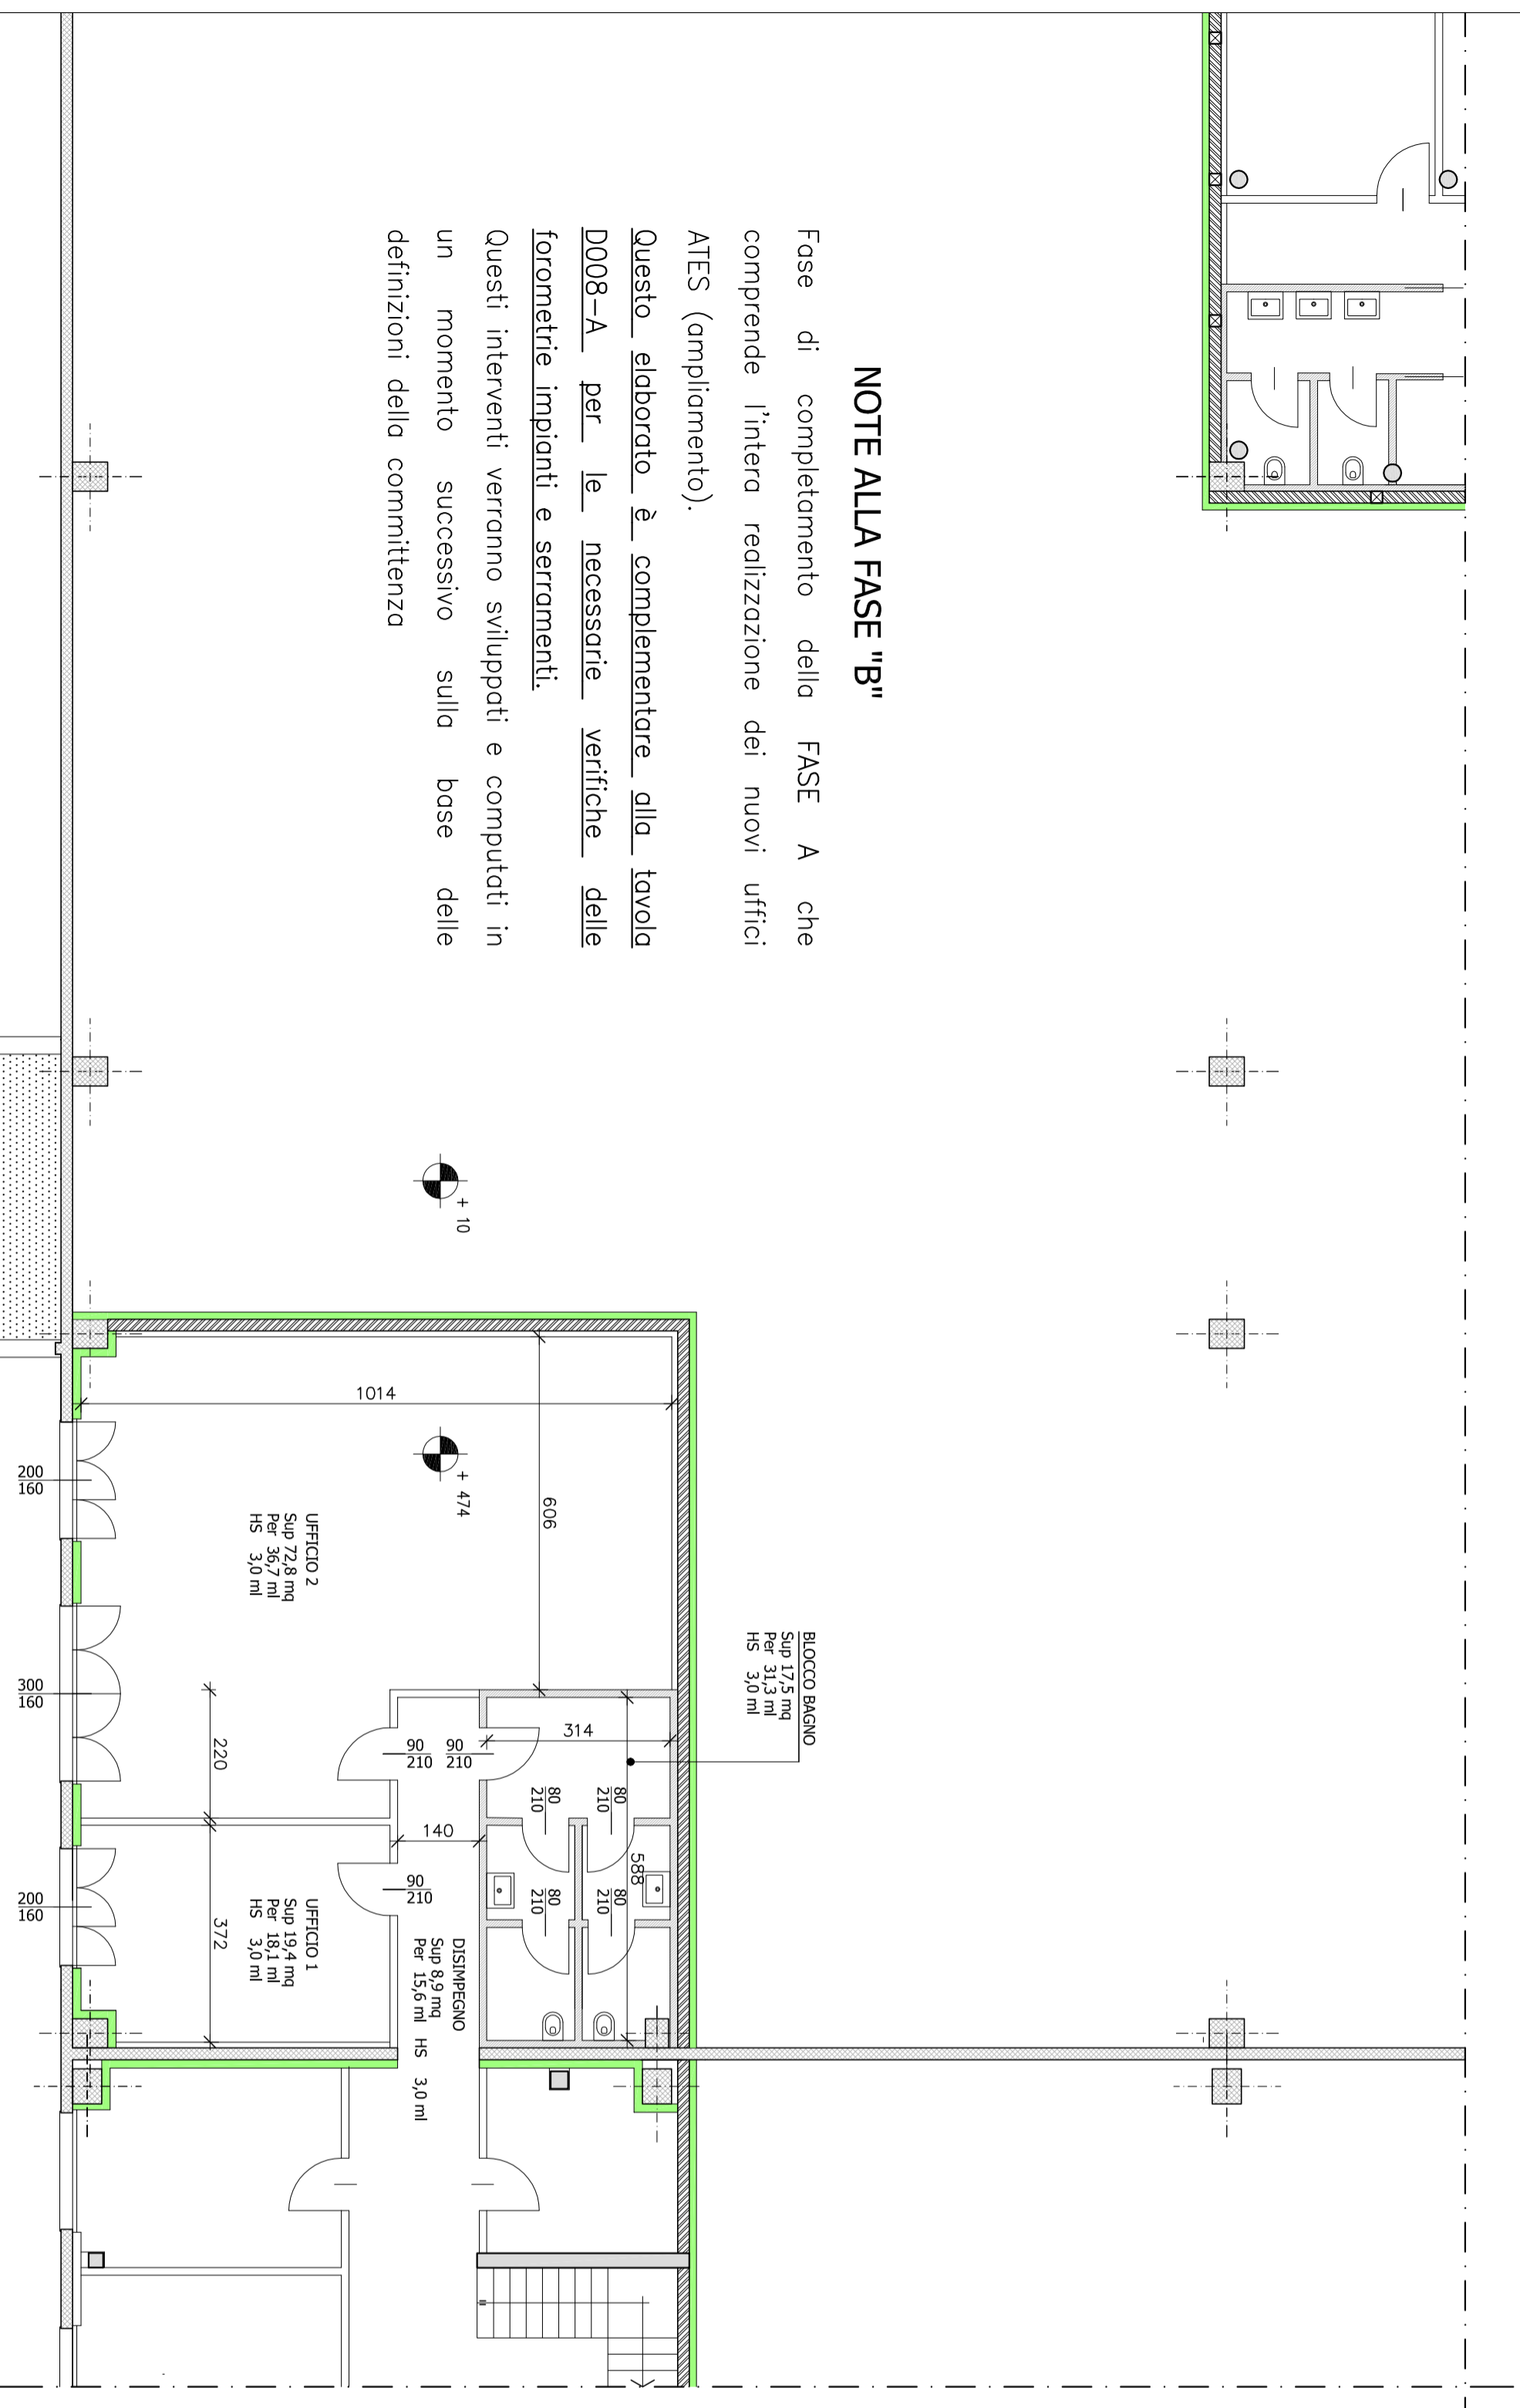 NOTE ALLA FASE "B"
Fase di completamento della FASE A che
comprende l'intera realizzazione dei nuovi uffici
ATES (ampliamento).
Questo elaborato è complementare alla tavola
D008-A per le necessarie verifiche delle
forometrie impianti e serramenti.
Questi interventi verranno sviluppati e computati in
un momento successivo sulla base delle
definizioni della committenza
+ 10
+ 474
1014
606
BLOCCO BAGNO
Sup 17,5 mq
Per 31,3 ml
HS 3,0 ml
314
588
80
210
80
210
80
210
80
210
90
210
90
210
90
210
140
DISIMPEGNO
Sup 8,9 mq
Per 15,6 ml HS 3,0 ml
UFFICIO 2
Sup 72,8 mq
Per 36,7 ml
HS 3,0 ml
220
372
UFFICIO 1
Sup 19,4 mq
Per 18,1 ml
HS 3,0 ml
200
160
300
160
200
160